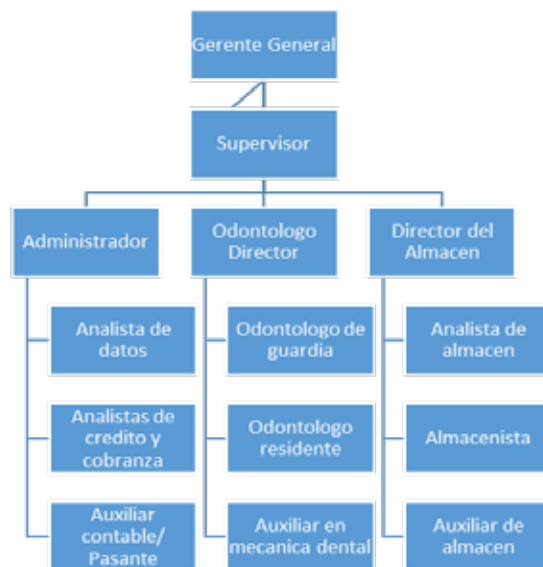 Gerente General
Supervisor
Administrador
Odontologo
Director
Director del
Almacen
Analista de
datos
Odontologo de
guardia
Analista de
almacen
Analistas de
credito y
cobranza
Odontologo
residente
Almacenista
Auxiliar
contable/
Pasante
Auxiliar en
mecanica dental
Auxiliar de
almacen